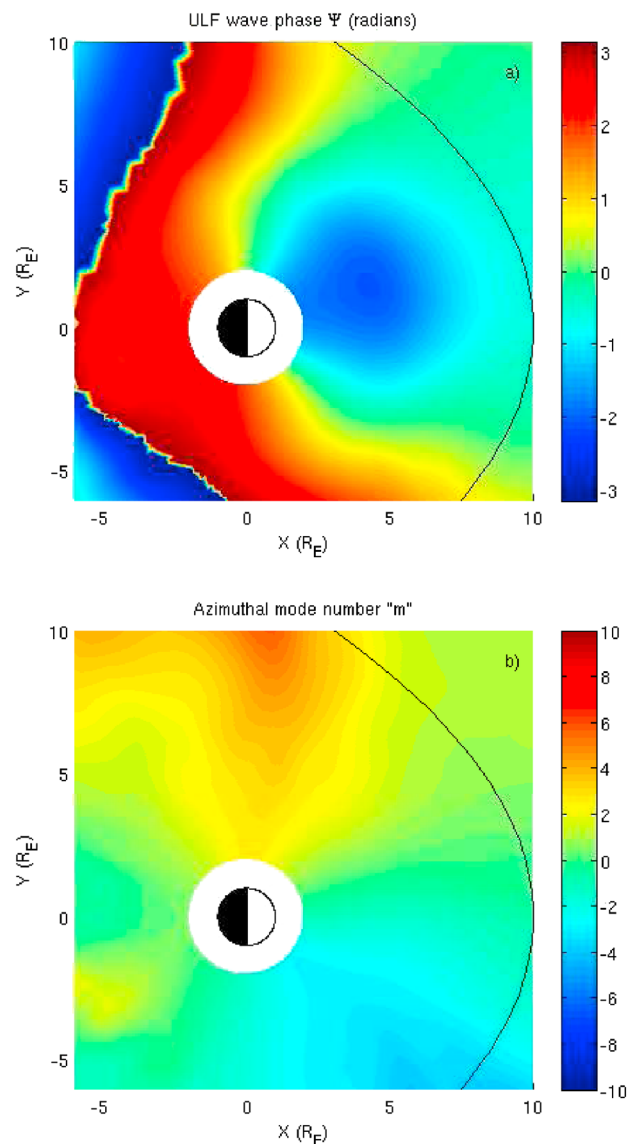 ULF wave phase Ψ (radians)
a)
10
5
0
-5
Y (R_E)
-5 0 5 10
X (R_E)
3
2
1
0
-1
-2
-3
Azimuthal mode number "m"
b)
10
5
0
-5
Y (R_E)
-5 0 5 10
X (R_E)
10
8
6
4
2
0
-2
-4
-6
-8
-10